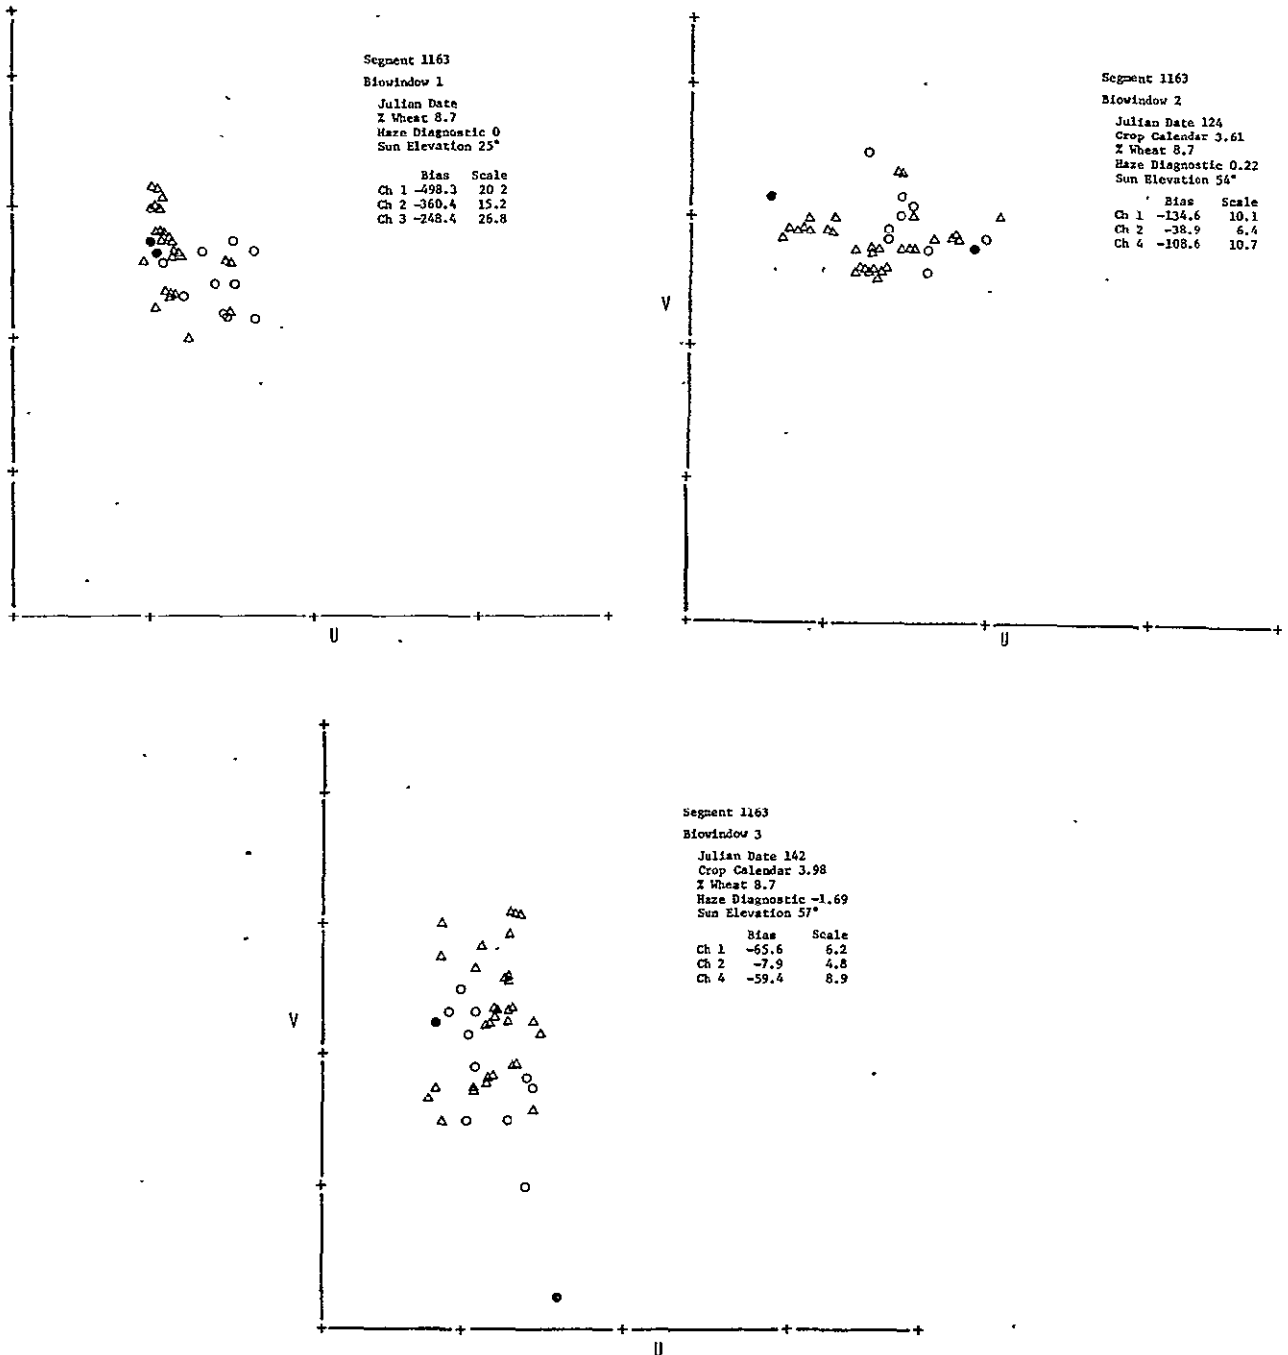 Segment 1163
Biowindow 1
Julian Date
% Wheat 8.7
Haze Diagnostic 0
Sun Elevation 25°
Bias Scale
Ch 1 -498.3 20 2
Ch 2 -360.4 15.2
Ch 3 -248.4 26.8
U
Segment 1163
Biowindow 2
Julian Date 124
Crop Calendar 3.61
% Wheat 8.7
Haze Diagnostic 0.22
Sun Elevation 54°
Bias Scale
Ch 1 -134.6 10.1
Ch 2 -38.9 6.4
Ch 4 -108.6 10.7
V
U
Segment 1163
Biowindow 3
Julian Date 142
Crop Calendar 3.98
% Wheat 8.7
Haze Diagnostic -1.69
Sun Elevation 57°
Bias Scale
Ch 1 -65.6 6.2
Ch 2 -7.9 4.8
Ch 4 -59.4 8.9
V
U